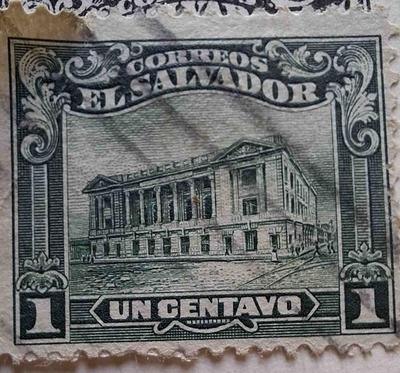 CORREOS
EL SALVADOR
1 UN CENTAVO 1